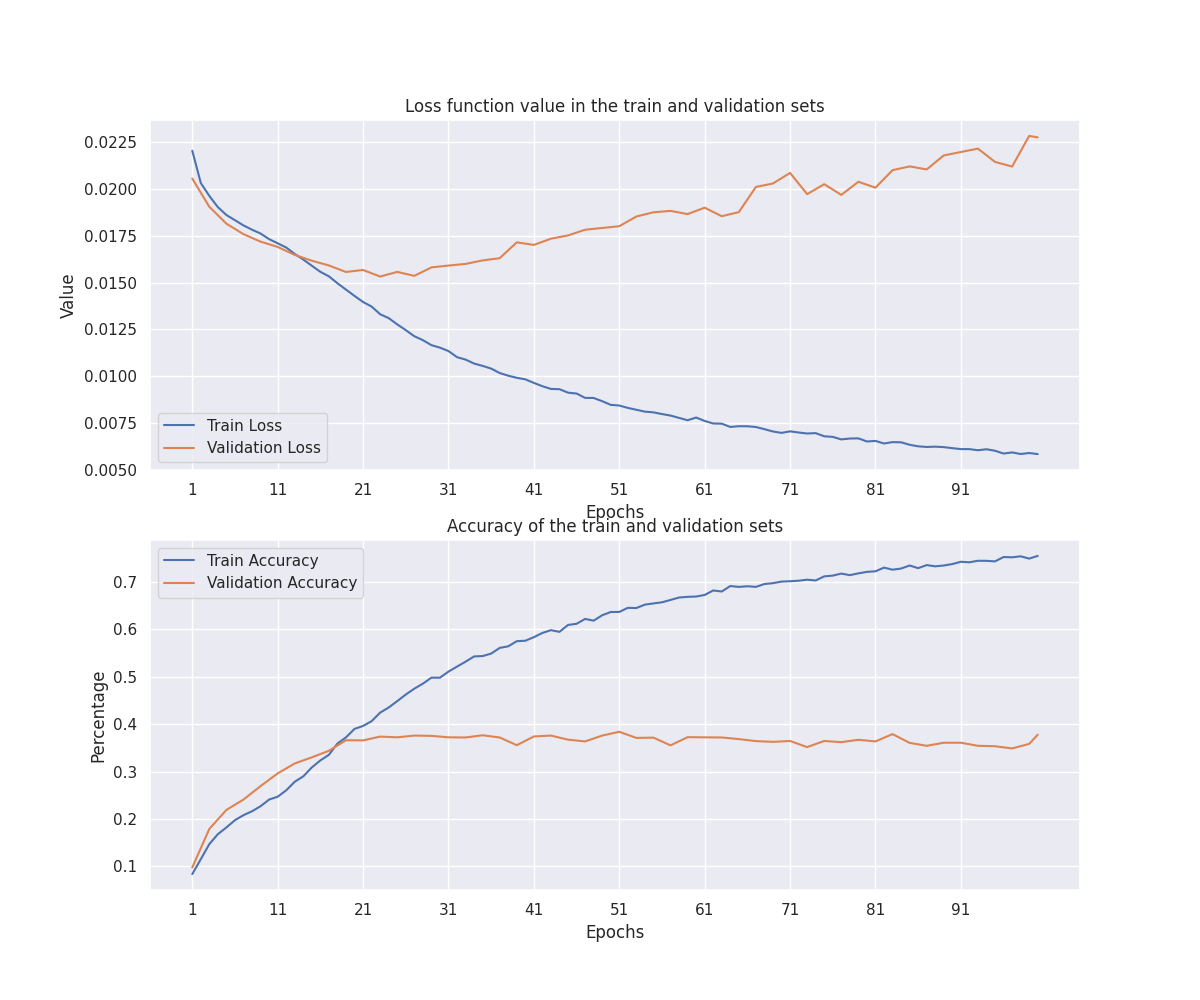 Loss function value in the train and validation sets
0.0225
0.0200
0.0175
0.0150
0.0125
0.0100
0.0075
0.0050
Value
Train Loss
Validation Loss
1 11 21 31 41 51 61 71 81 91
Epochs
Accuracy of the train and validation sets
Train Accuracy
Validation Accuracy
0.7
0.6
0.5
0.4
0.3
0.2
0.1
Percentage
1 11 21 31 41 51 61 71 81 91
Epochs